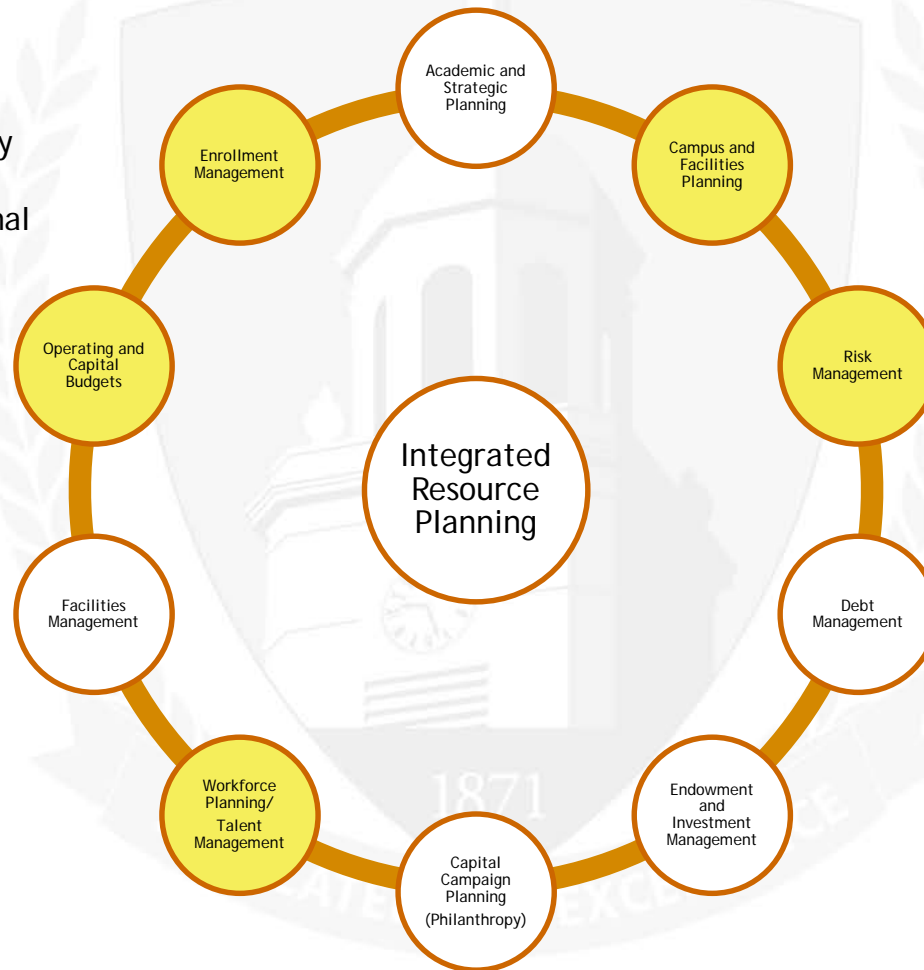 y
nal
Academic and
Strategic
Planning
Campus and
Facilities
Planning
Risk
Management
Debt
Management
Endowment
and
Investment
Management
Capital
Campaign
Planning
(Philanthropy)
Workforce
Planning/
Talent
Management
Facilities
Management
Operating and
Capital
Budgets
Enrollment
Management
Integrated
Resource
Planning
1871